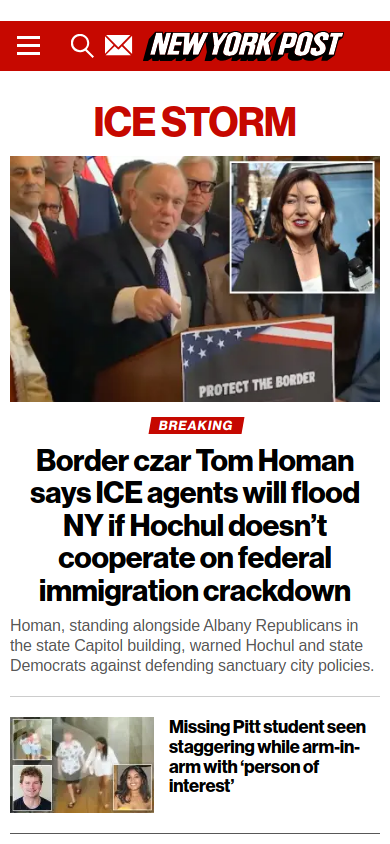 NEW YORK POST
ICE STORM
PROTECT THE BORDER
BREAKING
Border czar Tom Homan
says ICE agents will flood
NY if Hochul doesn’t
cooperate on federal
immigration crackdown
Homan, standing alongside Albany Republicans in
the state Capitol building, warned Hochul and state
Democrats against defending sanctuary city policies.
Missing Pitt student seen
staggering while arm-in-
arm with ‘person of
interest’